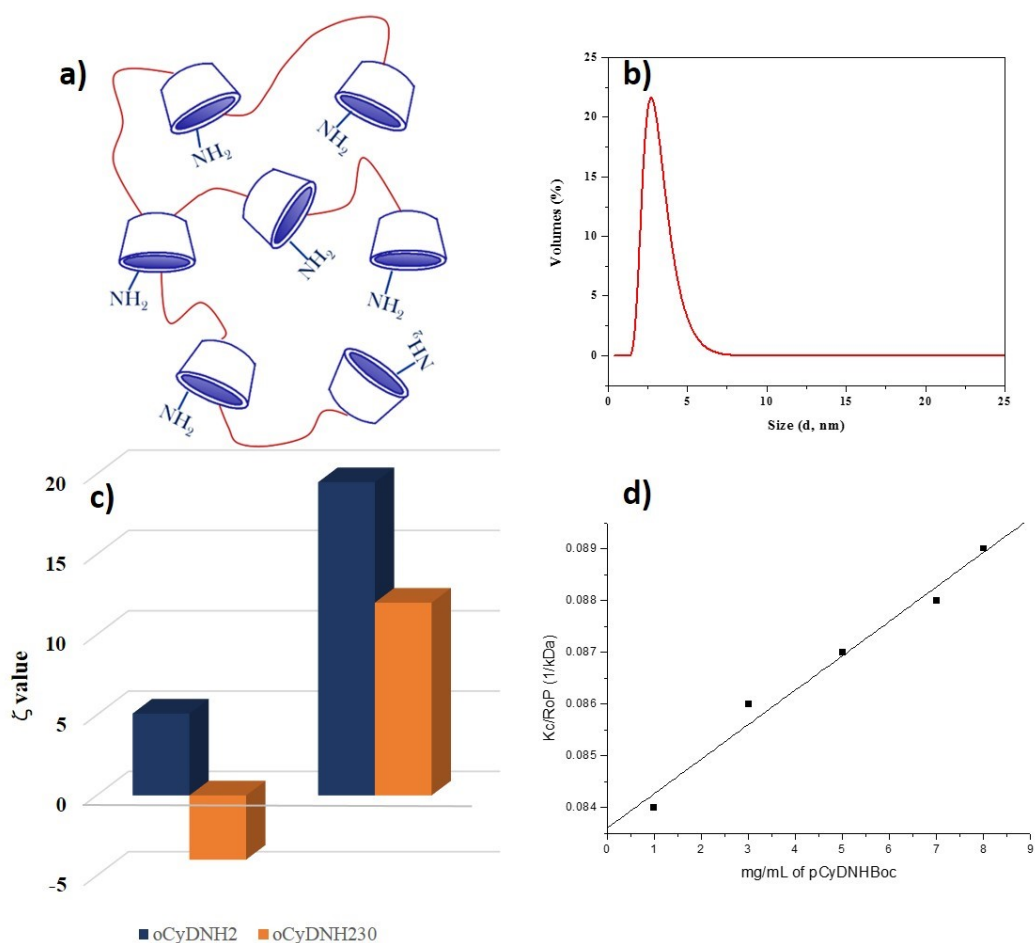 a)
NH2
NH2
NH2
NH2
NH2
NH2
NH2
b)
25
20
15
10
5
0
Volumes (%)
0 5 10 15 20 25
Size (d, nm)
c)
20
15
10
5
0
-5
ζ value
oCyDNH2 oCyDNH230
d)
0.089
0.088
0.087
0.086
0.085
0.084
Kc/RoP (1/kDa)
0 1 2 3 4 5 6 7 8 9
mg/mL of pCyDNHBoc